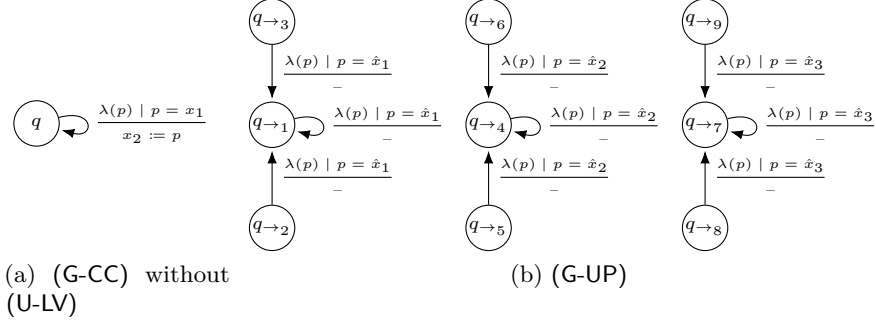 q→₃
q→₆
q→₉
λ(p) | p = x̂₁
–
λ(p) | p = x̂₂
–
λ(p) | p = x̂₃
–
q
λ(p) | p = x₁
x₂ := p
q→₁
λ(p) | p = x̂₁
–
q→₄
λ(p) | p = x̂₂
–
q→₇
λ(p) | p = x̂₃
–
λ(p) | p = x̂₁
–
λ(p) | p = x̂₂
–
λ(p) | p = x̂₃
–
q→₂
q→₅
q→₈
(a) (G-CC) without
(U-LV)
(b) (G-UP)